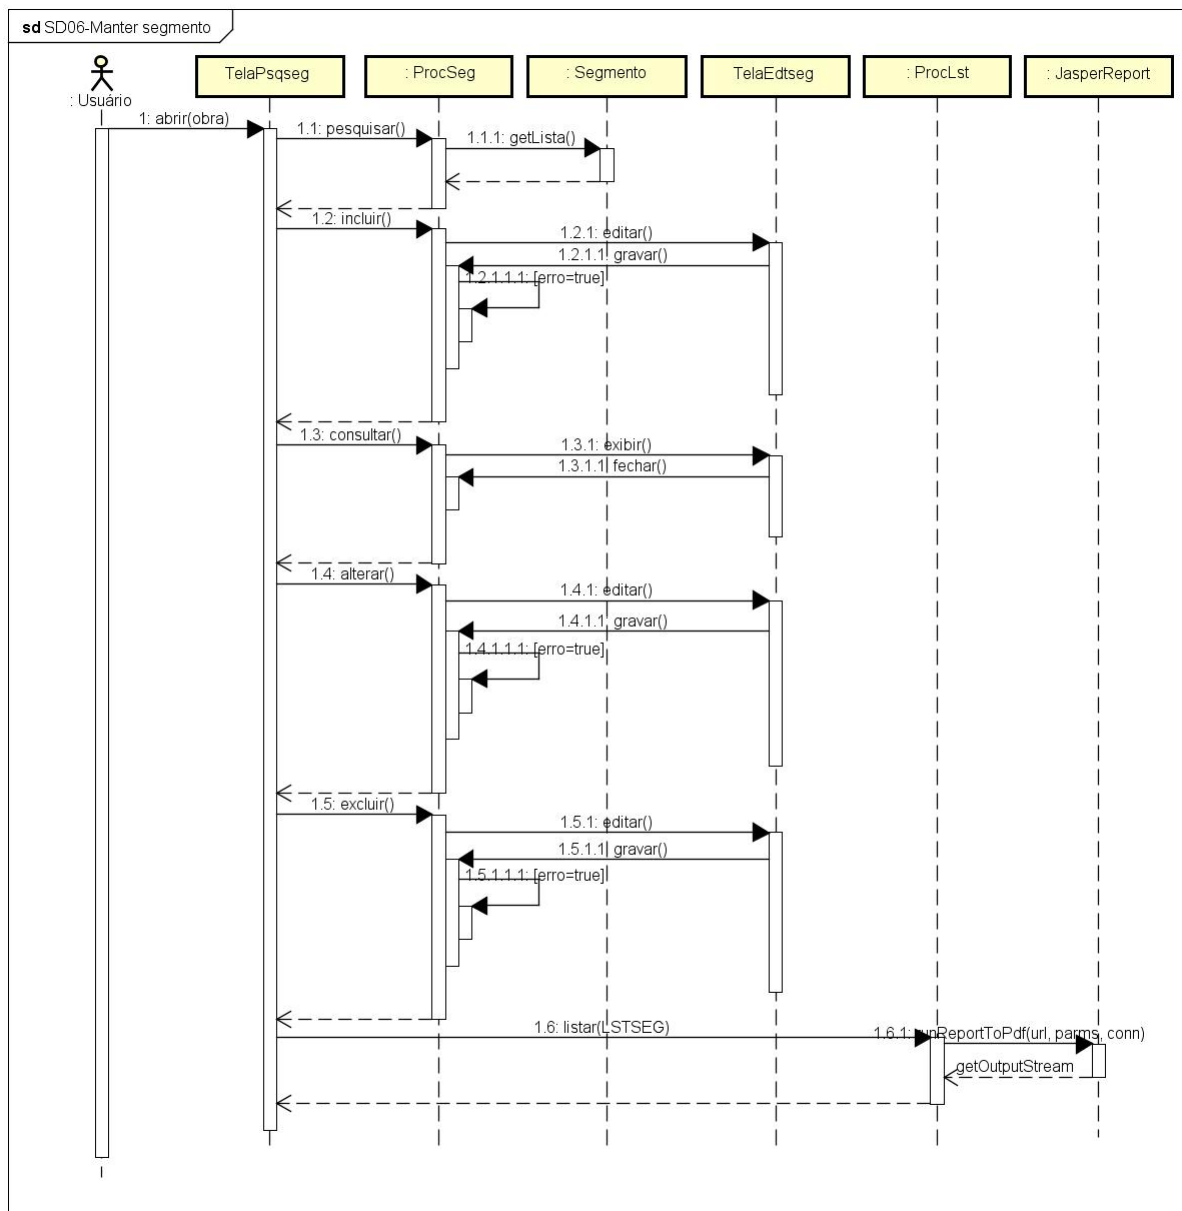 sd SD06-Manter segmento
TelaPsqseg
: ProcSeg
: Segmento
TelaEdtseg
: ProcLst
: JasperReport
: Usuário
1: abrir(obra)
1.1: pesquisar()
1.1.1: getLista()
1.2: incluir()
1.2.1: editar()
1.2.1.1: gravar()
1.2.1.1.1: [erro=true]
1.3: consultar()
1.3.1: exibir()
1.3.1.1: fechar()
1.4: alterar()
1.4.1: editar()
1.4.1.1: gravar()
1.4.1.1.1: [erro=true]
1.5: excluir()
1.5.1: editar()
1.5.1.1: gravar()
1.5.1.1.1: [erro=true]
1.6: listar(LSTSEG)
1.6.1: runReportToPdf(url, parms, conn)
getOutputStream